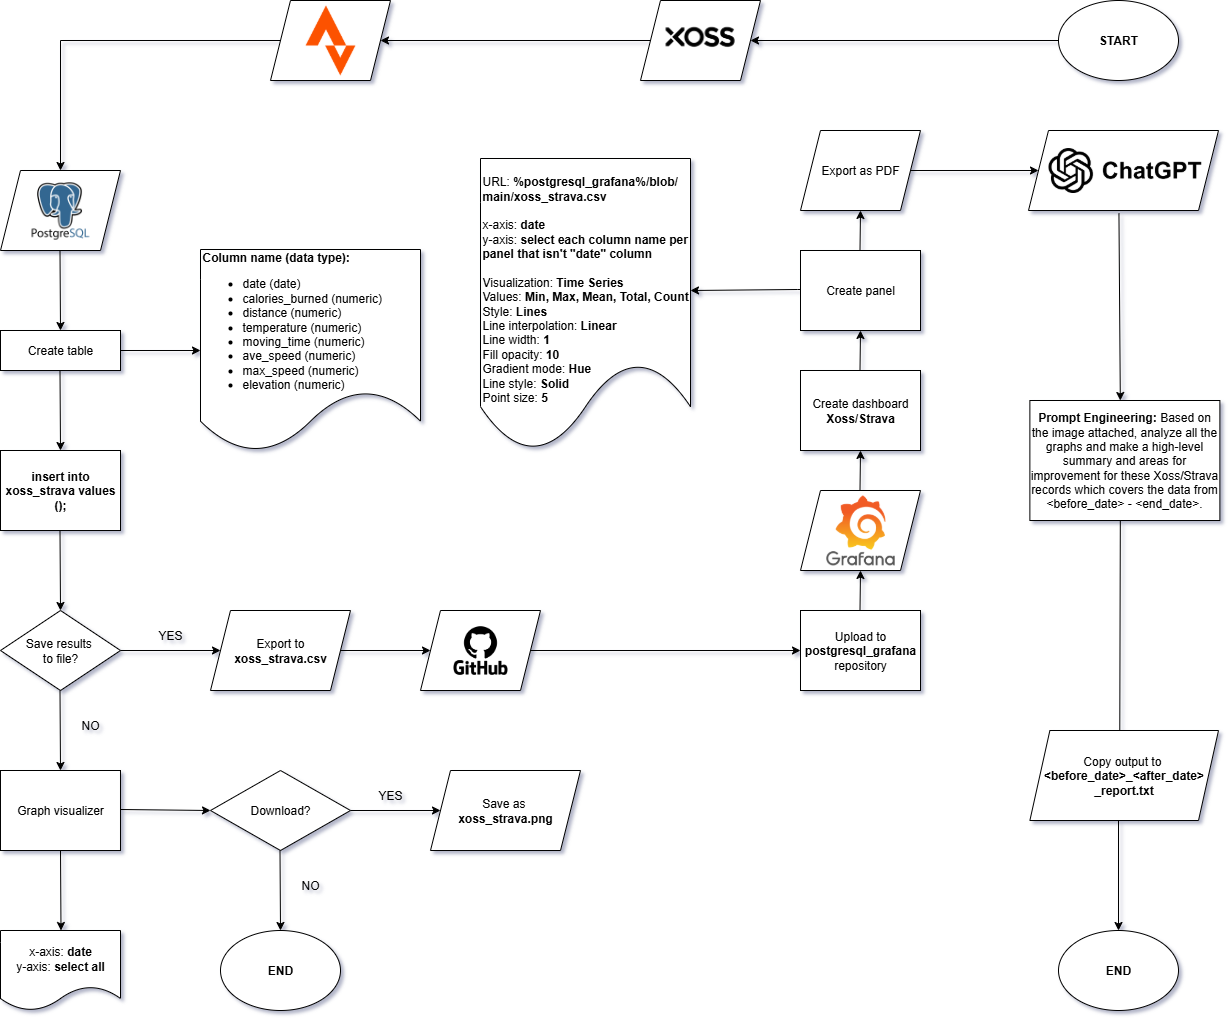 START
XOSS
PostgreSQL
Create table
Column name (data type):
date (date)
calories_burned (numeric)
distance (numeric)
temperature (numeric)
moving_time (numeric)
ave_speed (numeric)
max_speed (numeric)
elevation (numeric)
insert into
xoss_strava values
();
Save results
to file?
YES
Export to
xoss_strava.csv
GitHub
Upload to
postgresql_grafana
repository
Grafana
Create dashboard
Xoss/Strava
Create panel
URL: %postgresql_grafana%/blob/
main/xoss_strava.csv
x-axis: date
y-axis: select each column name per
panel that isn't "date" column
Visualization: Time Series
Values: Min, Max, Mean, Total, Count
Style: Lines
Line interpolation: Linear
Line width: 1
Fill opacity: 10
Gradient mode: Hue
Line style: Solid
Point size: 5
Export as PDF
ChatGPT
Prompt Engineering: Based on
the image attached, analyze all the
graphs and make a high-level
summary and areas for
improvement for these Xoss/Strava
records which covers the data from
<before_date> - <end_date>.
Copy output to
<before_date>_<after_date>
_report.txt
END
NO
Graph visualizer
x-axis: date
y-axis: select all
Download?
YES
Save as
xoss_strava.png
NO
END